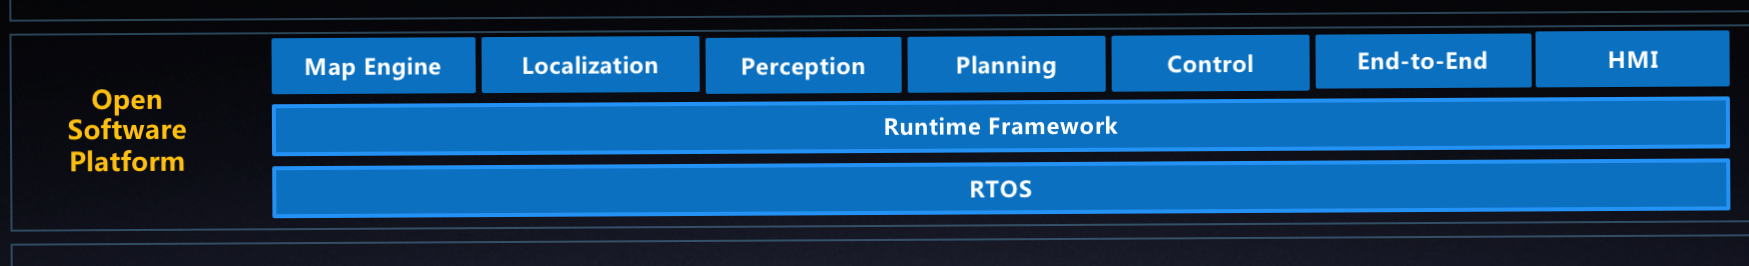 Open
Software
Platform
Map Engine
Localization
Perception
Planning
Control
End-to-End
HMI
Runtime Framework
RTOS